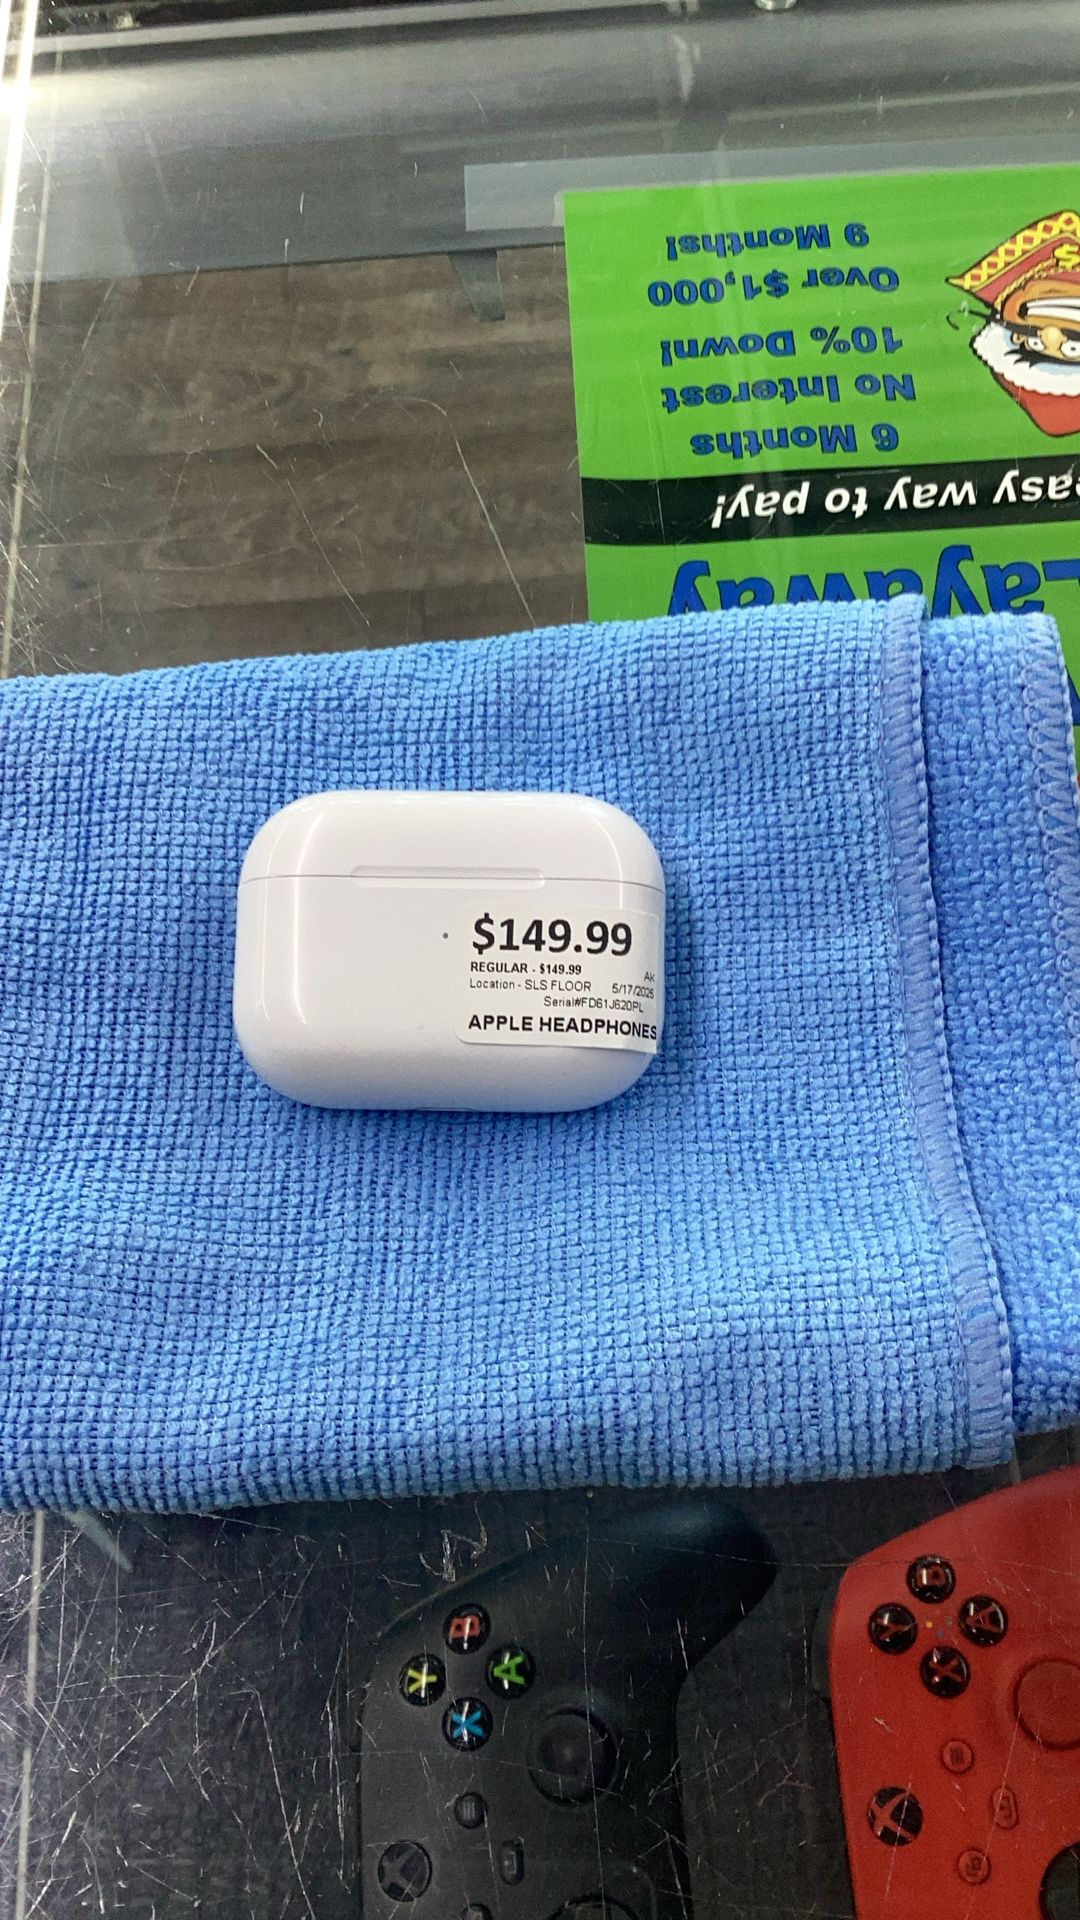 Layaway
easy way to pay!
6 Months
No Interest
10% Down!
Over $1,000
9 Months!
$
$149.99
REGULAR - $149.99
AK
Location - SLS FLOOR 5/17/2025
Serial#FD61J620PL
APPLE HEADPHONES
B
Y
A
X
B
Y
A
X